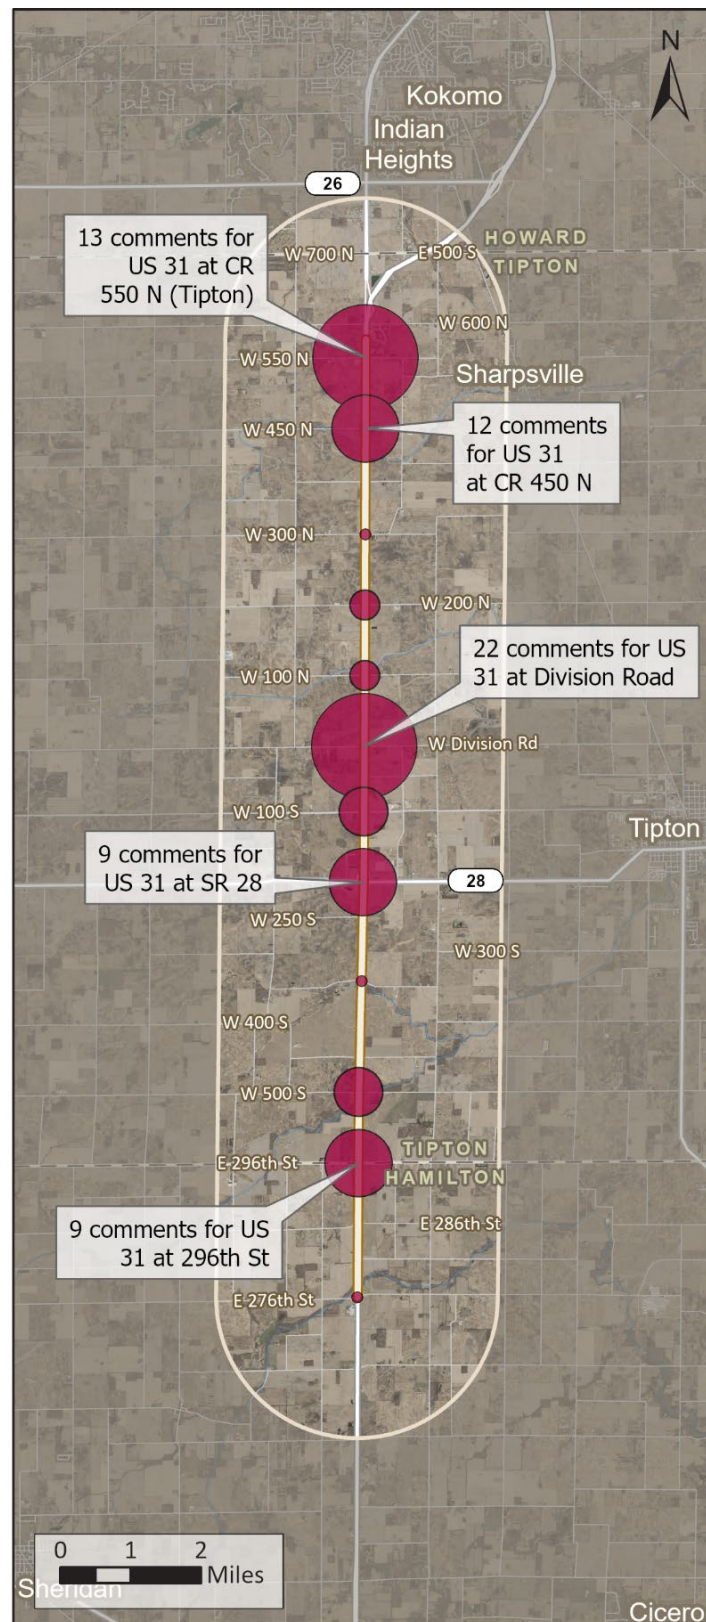 N
Kokomo
Indian
Heights
26
13 comments for
US 31 at CR
550 N (Tipton)
W 700 N
E 500 S
HOWARD
TIPTON
W 600 N
W 550 N
Sharpsville
W 450 N
12 comments
for US 31
at CR 450 N
W 300 N
W 200 N
22 comments for US
31 at Division Road
W 100 N
W Division Rd
W 100 S
Tipton
9 comments for
US 31 at SR 28
28
W 250 S
W 300 S
W 400 S
W 500 S
E 296th St
TIPTON
HAMILTON
9 comments for US
31 at 296th St
E 286th St
E 276th St
0 1 2
Miles
Sheridan
Cicero